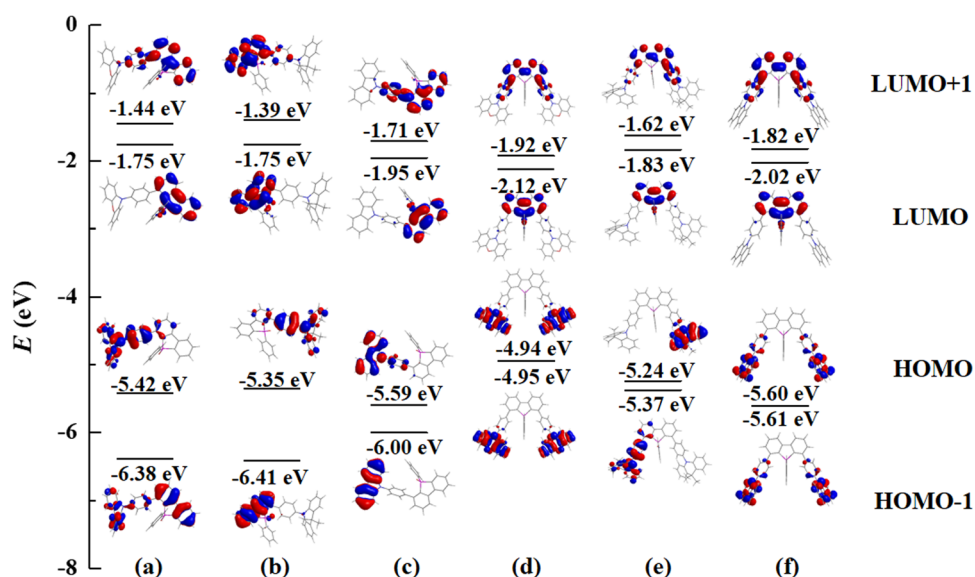 0
-2
-4
-6
-8
E (eV)
LUMO+1
-1.44 eV
-1.39 eV
-1.71 eV
-1.92 eV
-1.62 eV
-1.82 eV
-1.75 eV
-1.75 eV
-1.95 eV
-2.12 eV
-1.83 eV
-2.02 eV
LUMO
-5.42 eV
-5.35 eV
-5.59 eV
-4.94 eV
-5.24 eV
-5.60 eV
HOMO
-6.38 eV
-6.41 eV
-6.00 eV
-4.95 eV
-5.37 eV
-5.61 eV
HOMO-1
(a)
(b)
(c)
(d)
(e)
(f)